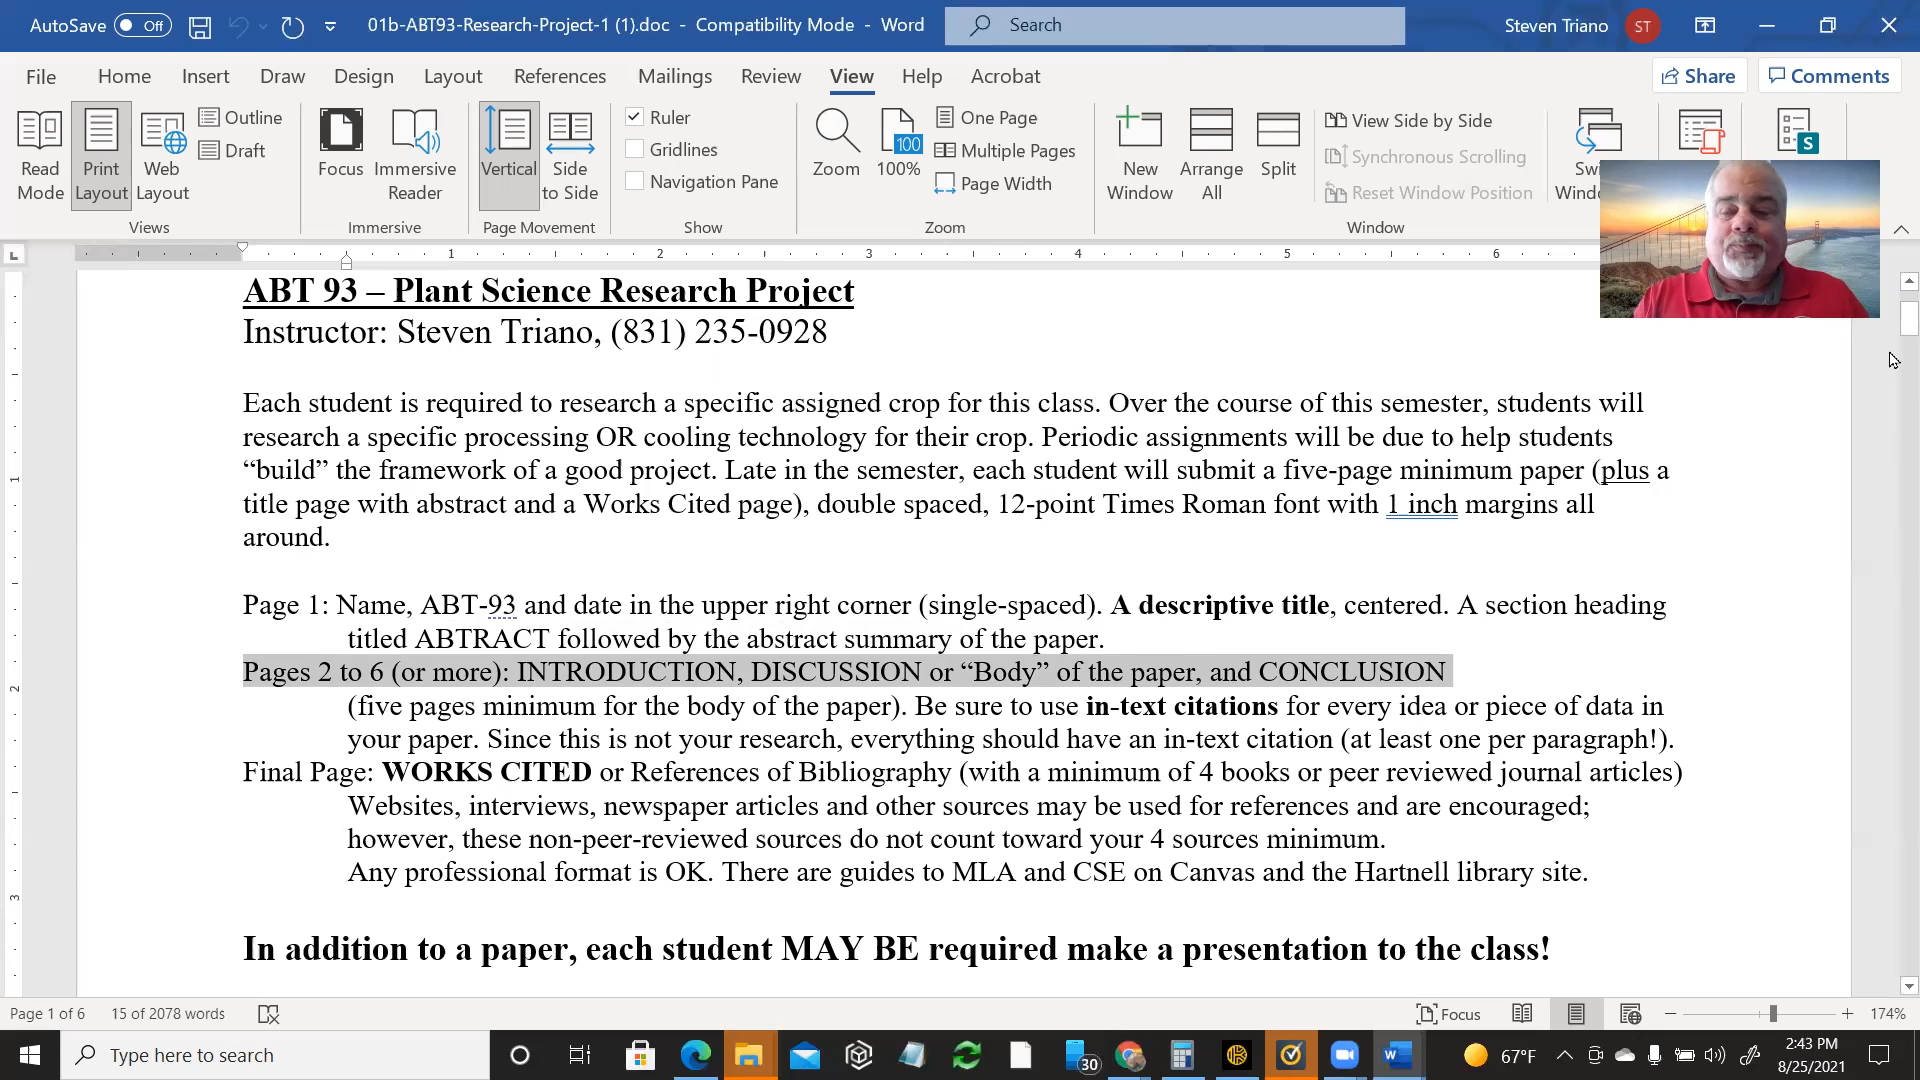 AutoSave Off 01b-ABT93-Research-Project-1 (1).doc - Compatibility Mode - Word Search Steven Triano ST
File Home Insert Draw Design Layout References Mailings Review View Help Acrobat Share Comments
Read Mode
Print Layout
Web Layout
Outline
Draft
Views
Focus
Immersive Reader
Immersive
Vertical
Side to Side
Page Movement
Ruler
Gridlines
Navigation Pane
Show
Zoom
100
100%
One Page
Multiple Pages
Page Width
Zoom
New Window
Arrange All
Split
View Side by Side
Synchronous Scrolling
Reset Window Position
Window
S
L
1 2 3 4 5 6
ABT 93 – Plant Science Research Project
Instructor: Steven Triano, (831) 235-0928
Each student is required to research a specific assigned crop for this class. Over the course of this semester, students will
research a specific processing OR cooling technology for their crop. Periodic assignments will be due to help students
“build” the framework of a good project. Late in the semester, each student will submit a five-page minimum paper (plus a
title page with abstract and a Works Cited page), double spaced, 12-point Times Roman font with 1 inch margins all
around.
Page 1: Name, ABT-93 and date in the upper right corner (single-spaced). A descriptive title, centered. A section heading
titled ABTRACT followed by the abstract summary of the paper.
Pages 2 to 6 (or more): INTRODUCTION, DISCUSSION or “Body” of the paper, and CONCLUSION
(five pages minimum for the body of the paper). Be sure to use in-text citations for every idea or piece of data in
your paper. Since this is not your research, everything should have an in-text citation (at least one per paragraph!).
Final Page: WORKS CITED or References of Bibliography (with a minimum of 4 books or peer reviewed journal articles)
Websites, interviews, newspaper articles and other sources may be used for references and are encouraged;
however, these non-peer-reviewed sources do not count toward your 4 sources minimum.
Any professional format is OK. There are guides to MLA and CSE on Canvas and the Hartnell library site.
In addition to a paper, each student MAY BE required make a presentation to the class!
1
2
3
Page 1 of 6 15 of 2078 words Focus 174%
Type here to search 30 W 67°F 2:43 PM
8/25/2021